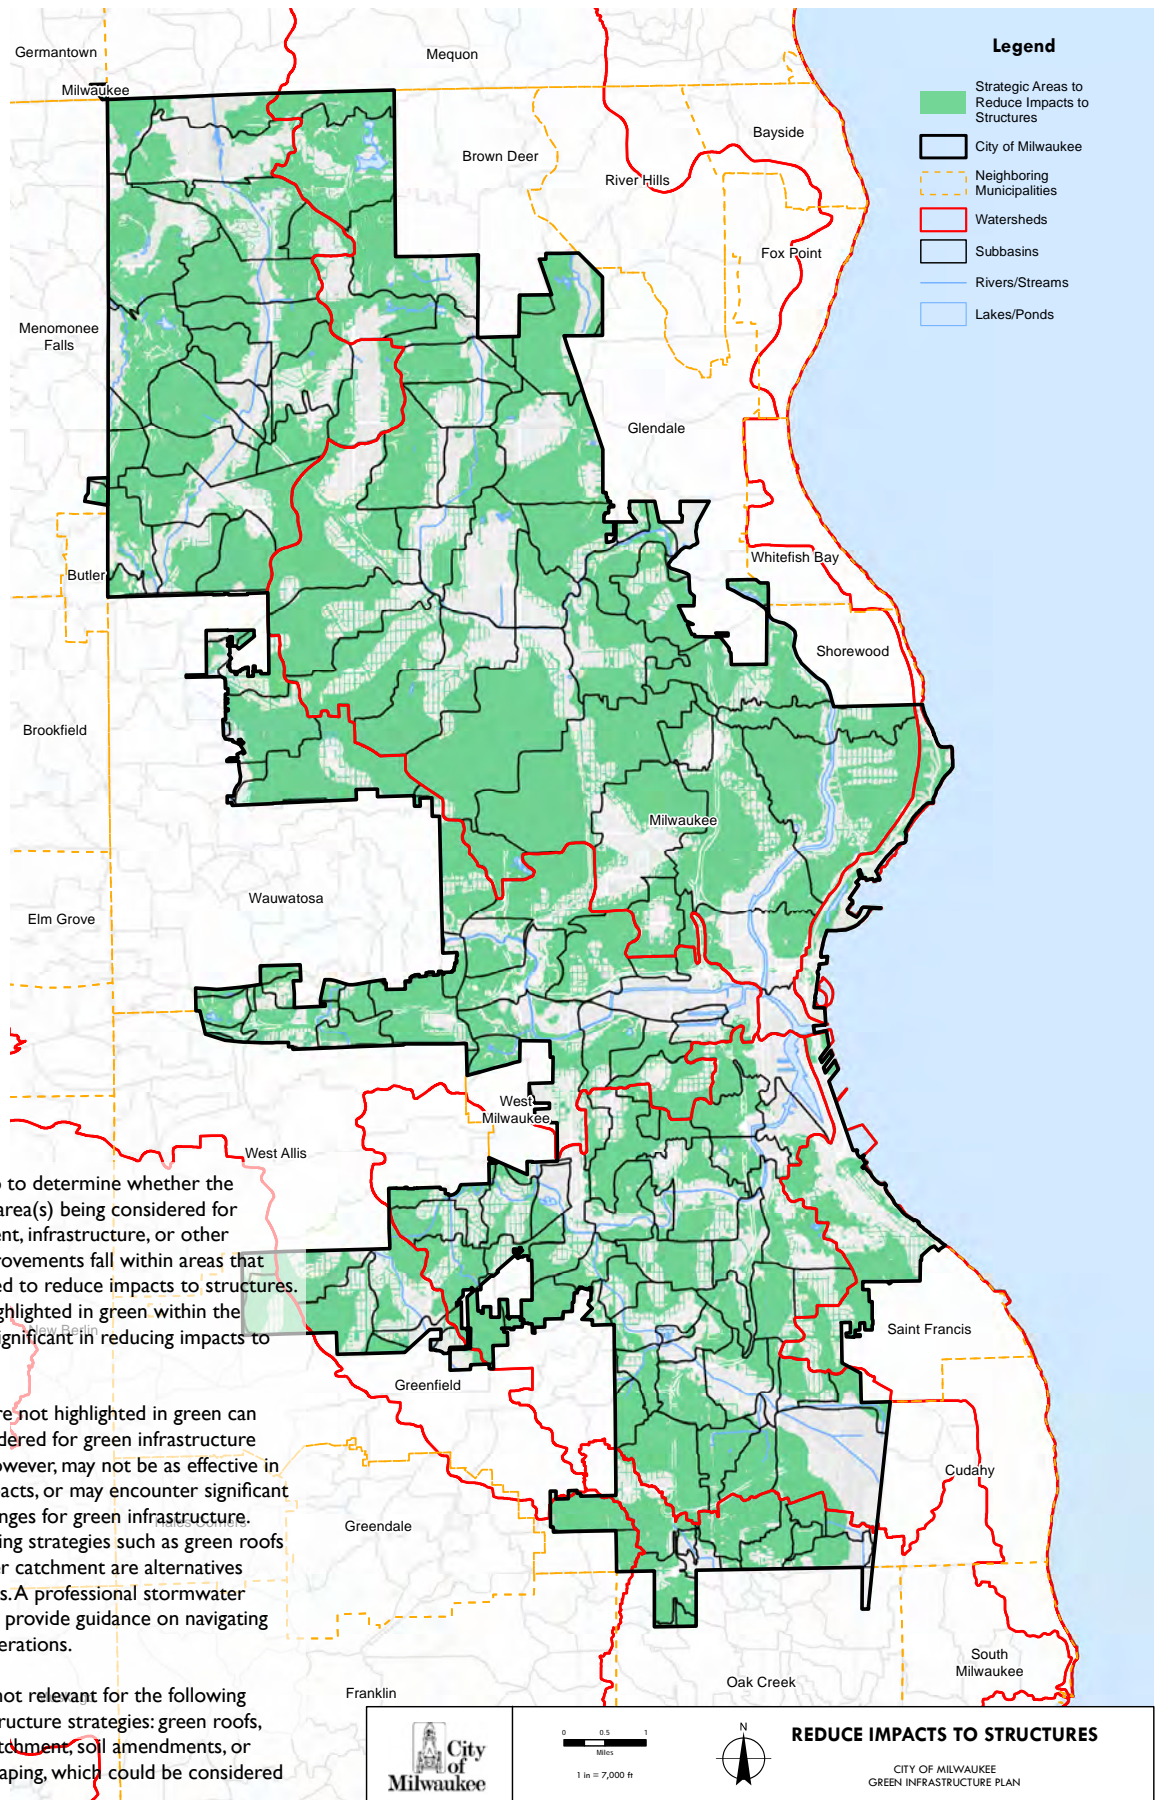 Germantown
Mequon
Milwaukee
Bayside
Brown Deer
River Hills
Fox Point
Menomonee
Falls
Glendale
Whitefish Bay
Butler
Shorewood
Brookfield
Milwaukee
Wauwatosa
Elm Grove
West
Milwaukee
West Allis
New Berlin
Saint Francis
Greenfield
Cudahy
Hales Corners
Greendale
South
Milwaukee
Oak Creek
Franklin
Legend
Strategic Areas to
Reduce Impacts to
Structures
City of Milwaukee
Neighboring
Municipalities
Watersheds
Subbasins
Rivers/Streams
Lakes/Ponds
to determine whether the
area(s) being considered for
ent, infrastructure, or other
rovements fall within areas that
ed to reduce impacts to structures.
ghlighted in green within the
ignificant in reducing impacts to
re not highlighted in green can
dered for green infrastructure
owever, may not be as effective in
acts, or may encounter significant
nges for green infrastructure.
ing strategies such as green roofs
er catchment are alternatives
s. A professional stormwater
provide guidance on navigating
erations.
not relevant for the following
ructure strategies: green roofs,
tchment, soil amendments, or
aping, which could be considered
City
of
Milwaukee
0 0.5 1
Miles
1 in = 7,000 ft
N
REDUCE IMPACTS TO STRUCTURES
CITY OF MILWAUKEE
GREEN INFRASTRUCTURE PLAN